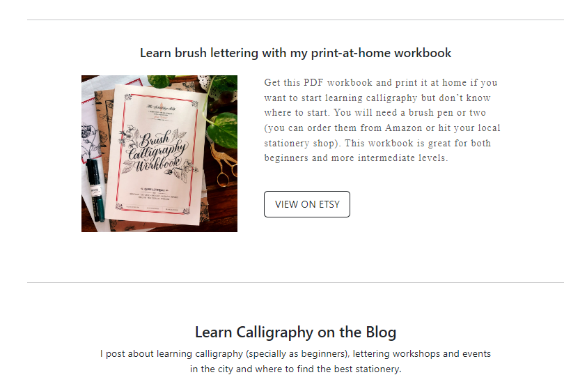 Learn brush lettering with my print-at-home workbook
Get this PDF workbook and print it at home if you
want to start learning calligraphy but don't know
where to start. You will need a brush pen or two
(you can order them from Amazon or hit your local
stationery shop). This workbook is great for both
beginners and more intermediate levels.
Brush
Calligraphy
Workbook
VIEW ON ETSY
Learn Calligraphy on the Blog
I post about learning calligraphy (specially as beginners), lettering workshops and events
in the city and where to find the best stationery.